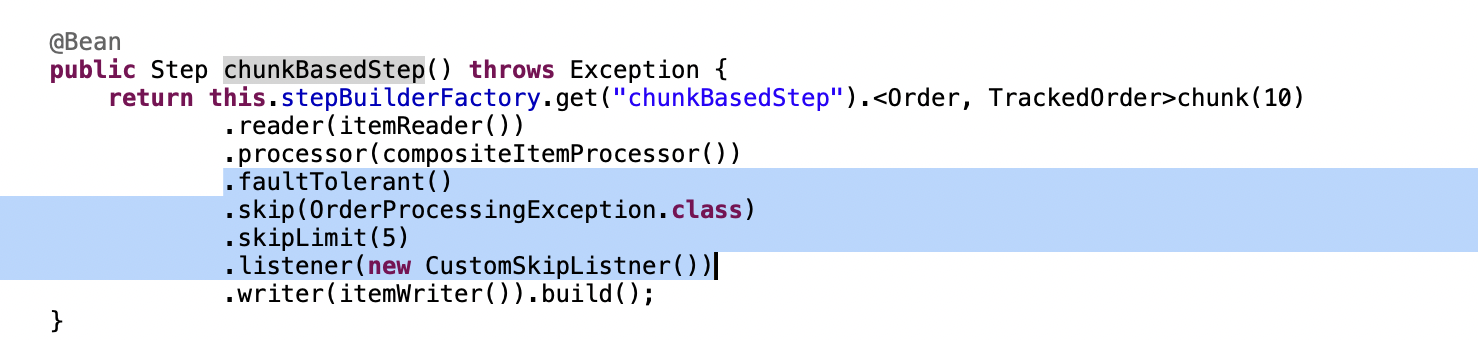 @Bean
public Step chunkBasedStep() throws Exception {
    return this.stepBuilderFactory.get("chunkBasedStep").<Order, TrackedOrder>chunk(10)
            .reader(itemReader())
            .processor(compositeItemProcessor())
            .faultTolerant()
            .skip(OrderProcessingException.class)
            .skipLimit(5)
            .listener(new CustomSkipListner())
            .writer(itemWriter()).build();
}